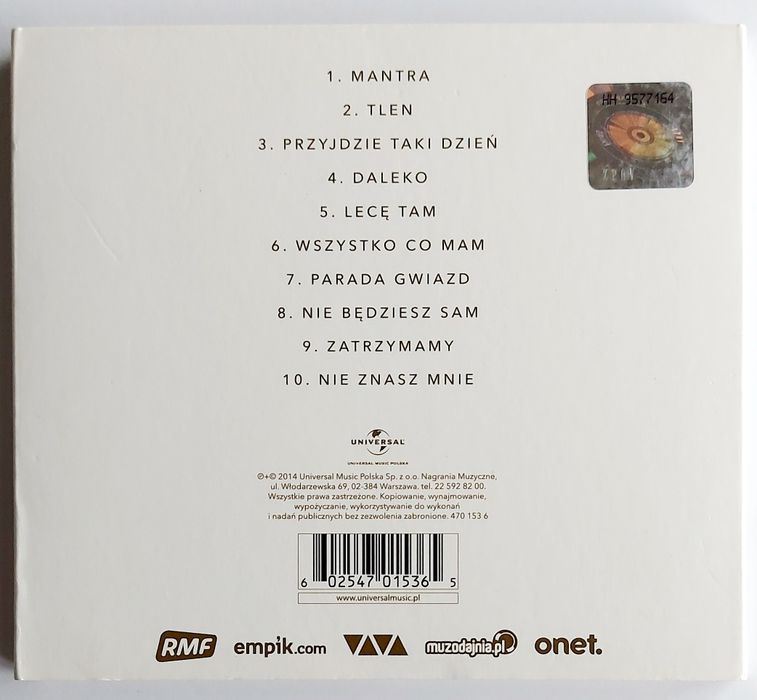 1. MANTRA
HH 9577164
2. TLEN
3. PRZYJDZIE TAKI DZIEŃ
4. DALEKO
5. LECĘ TAM
6. WSZYSTKO CO MAM
7. PARADA GWIAZD
8. NIE BĘDZIESZ SAM
9. ZATRZYMAMY
10. NIE ZNASZ MNIE
UNIVERSAL
UNIVERSAL MUSIC POLSKA
℗+© 2014 Universal Music Polska Sp. z o.o. Nagrania Muzyczne,
ul. Włodarzewska 69, 02-384 Warszawa. tel. 22 592 82 00.
Wszystkie prawa zastrzeżone. Kopiowanie, wynajmowanie,
wypożyczanie, wykorzystywanie do wykonań
i nadań publicznych bez zezwolenia zabronione. 470 153 6
6 02547 01536 5
www.universalmusic.pl
RMF empik.com VIVA muzodajnia.pl onet.